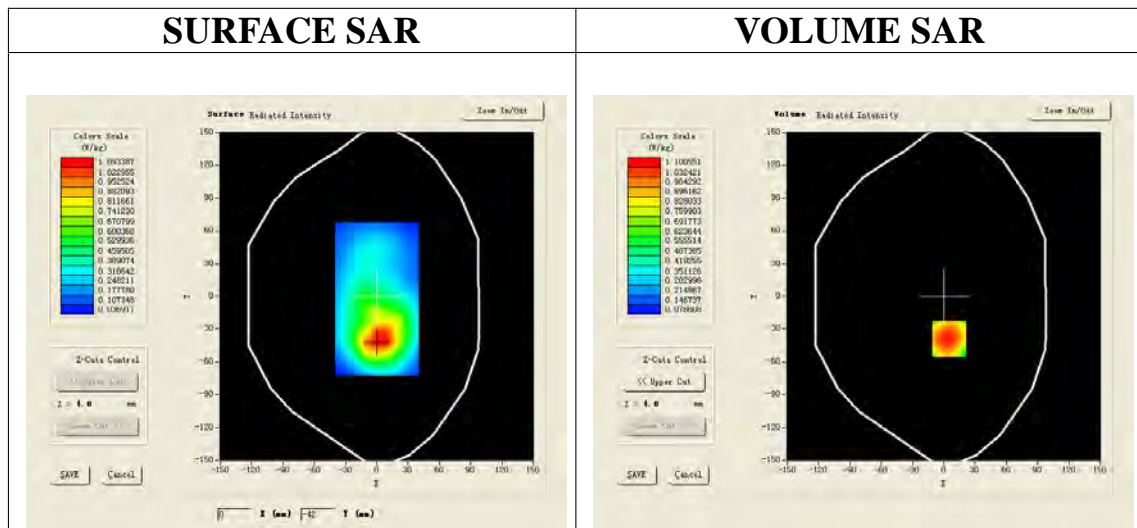 SURFACE SAR
VOLUME SAR
Surface Radiated Intensity
Zoom In/Out
Colors Scale
(W/kg)
1.093387
1.022955
0.952524
0.882093
0.811661
0.741230
0.670799
0.600368
0.529936
0.459505
0.389074
0.318642
0.248211
0.177780
0.107348
150
120
90
60
30
0
-30
-60
-90
-120
-150
-150 -120 -90 -60 -30 0 30 60 90 120 150
Z-Cuts Control
<< Upper Cut
Z = 4.0 mm
SAVE
Cancel
0 X (mm) -42 Y (mm)
Volume Radiated Intensity
Zoom In/Out
Colors Scale
(W/kg)
1.100551
1.032421
0.964292
0.896162
0.828033
0.759903
0.691773
0.623644
0.555514
0.487385
0.419255
0.351126
0.282996
0.214867
0.146737
150
120
90
60
30
0
-30
-60
-90
-120
-150
-150 -120 -90 -60 -30 0 30 60 90 120 150
Z-Cuts Control
<< Upper Cut
Z = 4.0 mm
SAVE
Cancel